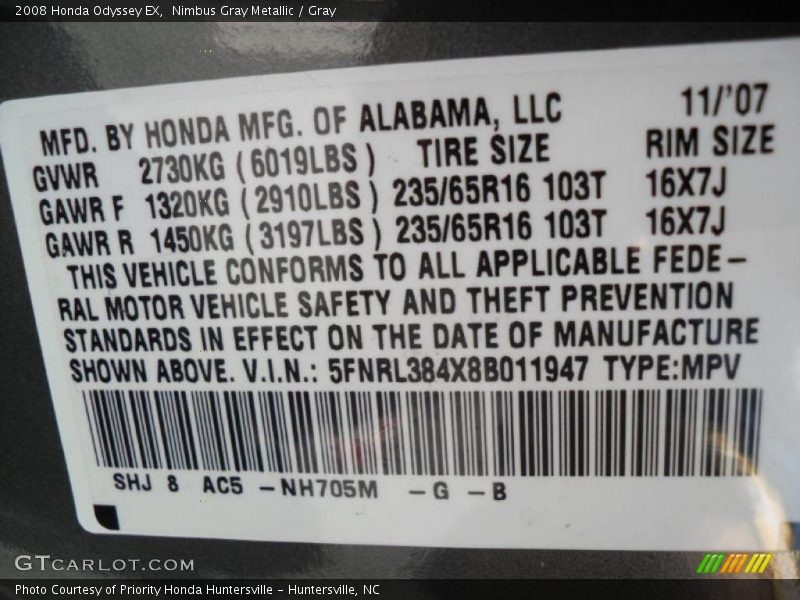 2008 Honda Odyssey EX,  Nimbus Gray Metallic / Gray
11/'07
MFD. BY HONDA MFG. OF ALABAMA, LLC
GVWR 2730KG (6019LBS) TIRE SIZE RIM SIZE
GAWR F 1320KG (2910LBS) 235/65R16 103T 16X7J
GAWR R 1450KG (3197LBS) 235/65R16 103T 16X7J
THIS VEHICLE CONFORMS TO ALL APPLICABLE FEDE-
RAL MOTOR VEHICLE SAFETY AND THEFT PREVENTION
STANDARDS IN EFFECT ON THE DATE OF MANUFACTURE
SHOWN ABOVE. V.I.N.: 5FNRL384X8B011947 TYPE:MPV
SHJ 8 AC5 -NH705M -G -B
GTCARLOT.COM
Photo Courtesy of Priority Honda Huntersville - Huntersville, NC